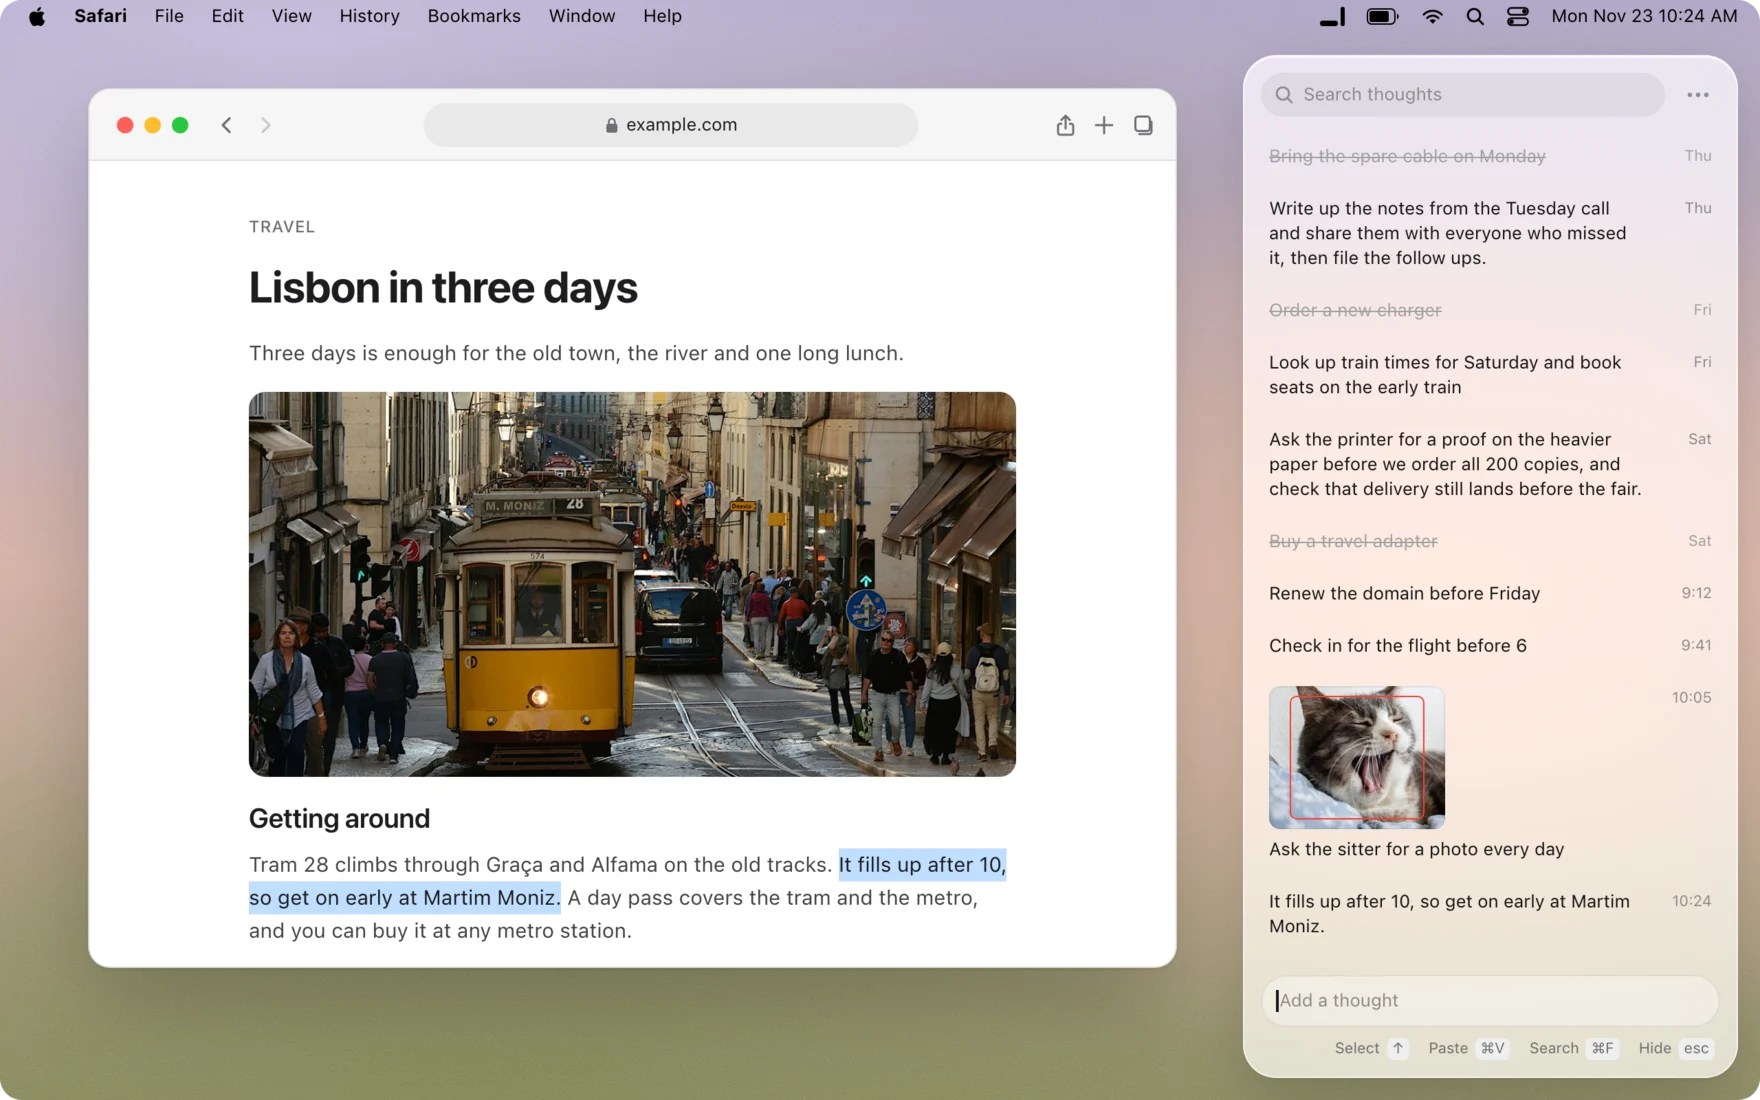 Safari File Edit View History Bookmarks Window Help
Mon Nov 23 10:24 AM
example.com
TRAVEL
Lisbon in three days
Three days is enough for the old town, the river and one long lunch.
M. MONIZ 28
574
Desvio
Getting around
Tram 28 climbs through Graça and Alfama on the old tracks. It fills up after 10,
so get on early at Martim Moniz. A day pass covers the tram and the metro,
and you can buy it at any metro station.
Search thoughts
Bring the spare cable on Monday Thu
Write up the notes from the Tuesday call Thu
and share them with everyone who missed
it, then file the follow ups.
Order a new charger Fri
Look up train times for Saturday and book Fri
seats on the early train
Ask the printer for a proof on the heavier Sat
paper before we order all 200 copies, and
check that delivery still lands before the fair.
Buy a travel adapter Sat
Renew the domain before Friday 9:12
Check in for the flight before 6 9:41
10:05
Ask the sitter for a photo every day
It fills up after 10, so get on early at Martim 10:24
Moniz.
Add a thought
Select ↑ Paste ⌘V Search ⌘F Hide esc